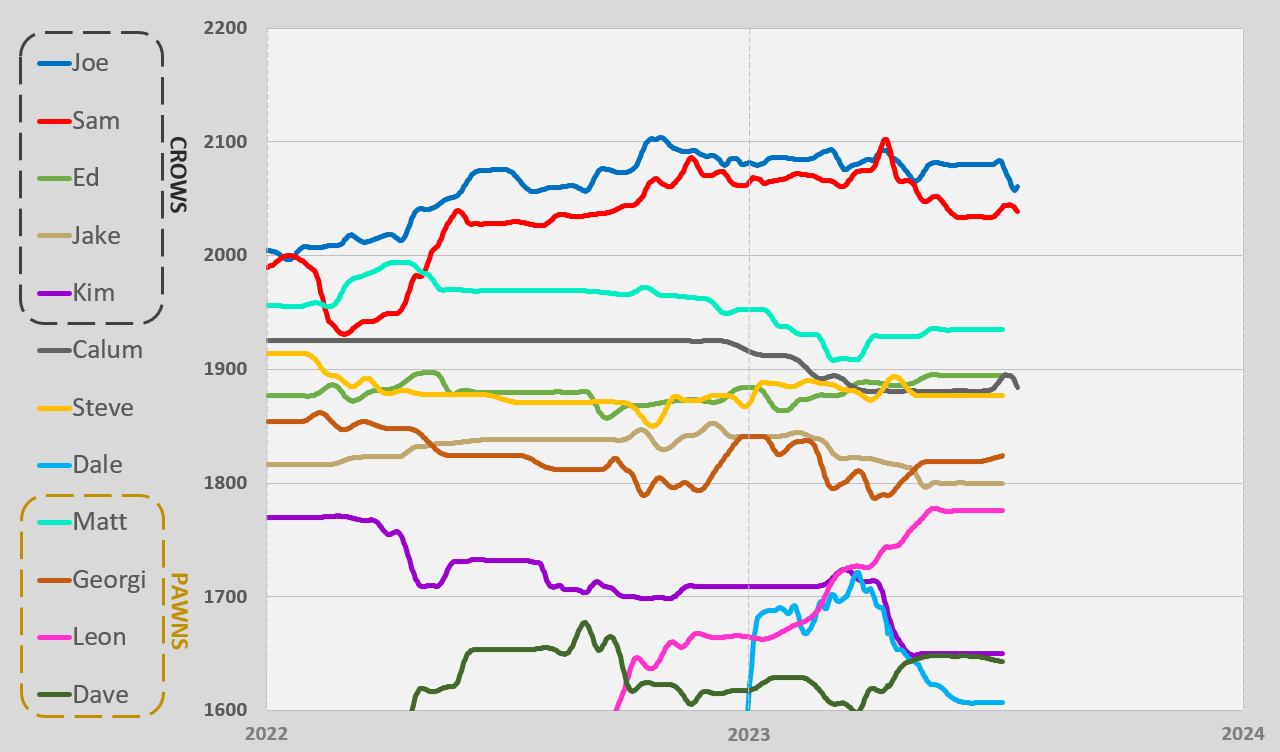 2200
Joe
Sam
2100
CROWS
Ed
2000
Jake
Kim
Calum
1900
Steve
Dale
1800
Matt
PAWNS
Georgi
1700
Leon
Dave
1600
2022
2023
2024